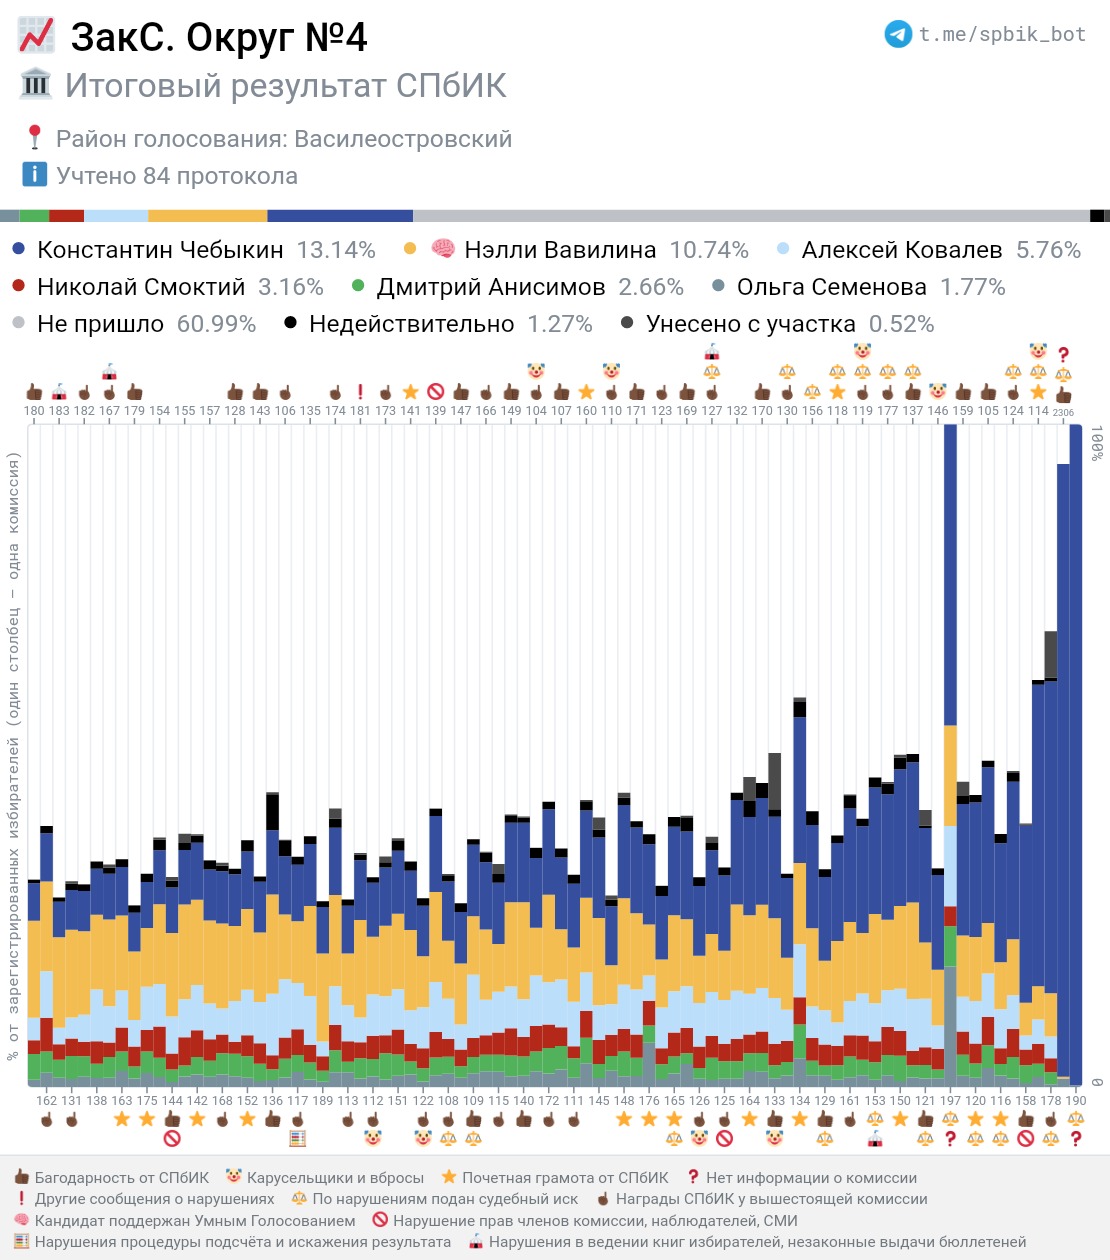 ЗакС. Округ №4
t.me/spbik_bot
Итоговый результат СПбИК
Район голосования: Василеостровский
Учтено 84 протокола
Константин Чебыкин 13.14% Нэлли Вавилина 10.74% Алексей Ковалев 5.76%
Николай Смоктий 3.16% Дмитрий Анисимов 2.66% Ольга Семенова 1.77%
Не пришло 60.99% Недействительно 1.27% Унесено с участка 0.52%
180 183 182 167 179 154 155 157 128 143 106 135 174 181 173 141 139 147 166 149 104 107 160 110 171 123 169 127 132 170 130 156 118 119 177 137 146 159 105 124 114 2306
100%
% от зарегистрированных избирателей (один столбец – одна комиссия)
0
162 131 138 163 175 144 142 168 152 136 117 189 113 112 151 122 108 109 115 140 172 111 145 148 176 165 126 125 164 133 134 129 161 153 150 121 197 120 116 158 178 190
Багодарность от СПбИК Карусельщики и вбросы Почетная грамота от СПбИК Нет информации о комиссии
Другие сообщения о нарушениях По нарушениям подан судебный иск Награды СПбИК у вышестоящей комиссии
Кандидат поддержан Умным Голосованием Нарушение прав членов комиссии, наблюдателей, СМИ
Нарушения процедуры подсчёта и искажения результата Нарушения в ведении книг избирателей, незаконные выдачи бюллетеней